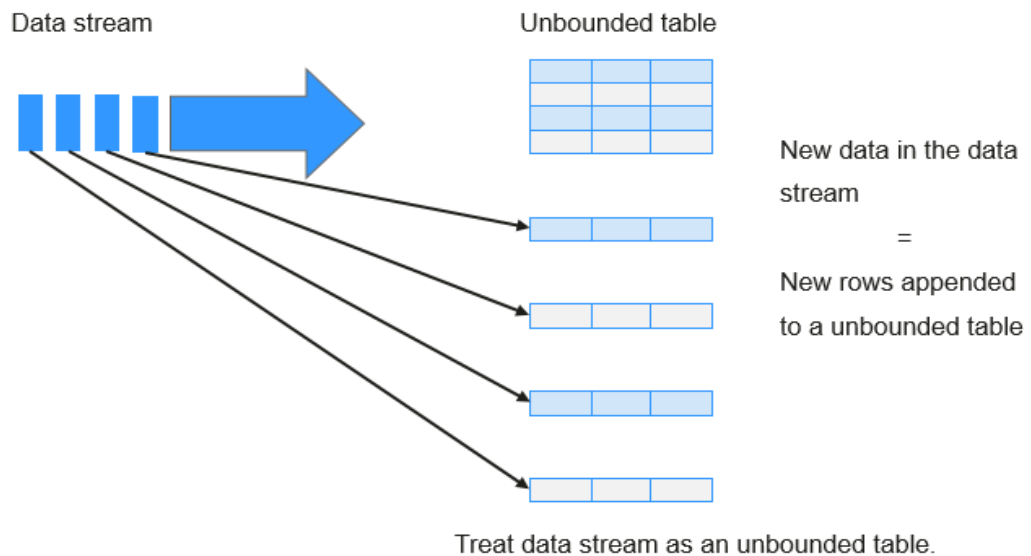 Data stream
Unbounded table
New data in the data
stream
=
New rows appended
to a unbounded table
Treat data stream as an unbounded table.